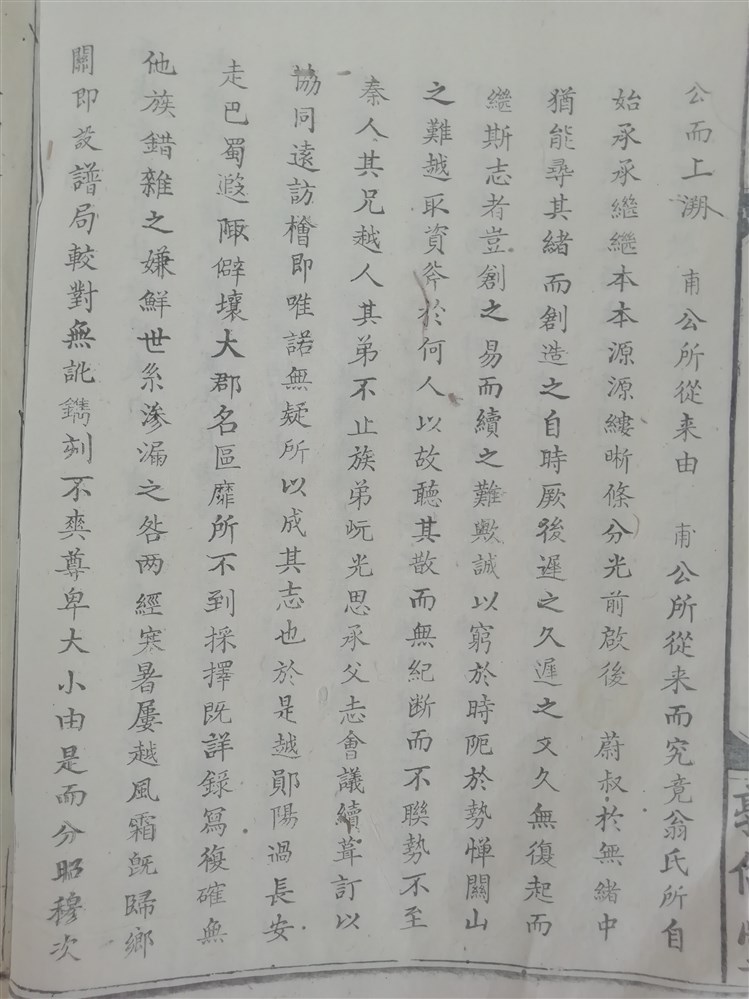 公而上溯　甫公所從来由　甫公所從来而究竟翁氏所自
始承承繼繼本本源源縷晰條分光前啟後　蔚叔於無緒中
猶能尋其緒而創造之自時厥後遲之久遲之又久無復起而
繼斯志者豈創之易而續之難歟誠以窮於時阨於勢憚關山
之難越取資斧於何人以故聽其散而無紀断而不聯勢不至
秦人其兄越人其弟不止族弟岏光思承父志會議續葺訂以
協同遠訪檜即唯諾無疑所以成其志也於是越鄖陽過長安
走巴蜀遐陬僻壤大郡名區靡所不到採擇既詳錄寫復確無
他族錯雜之嫌鮮世系滲漏之咎两經寒暑屢越風霜既歸鄉
關即設譜局較對無訛鐫刻不爽尊卑大小由是而分昭穆次